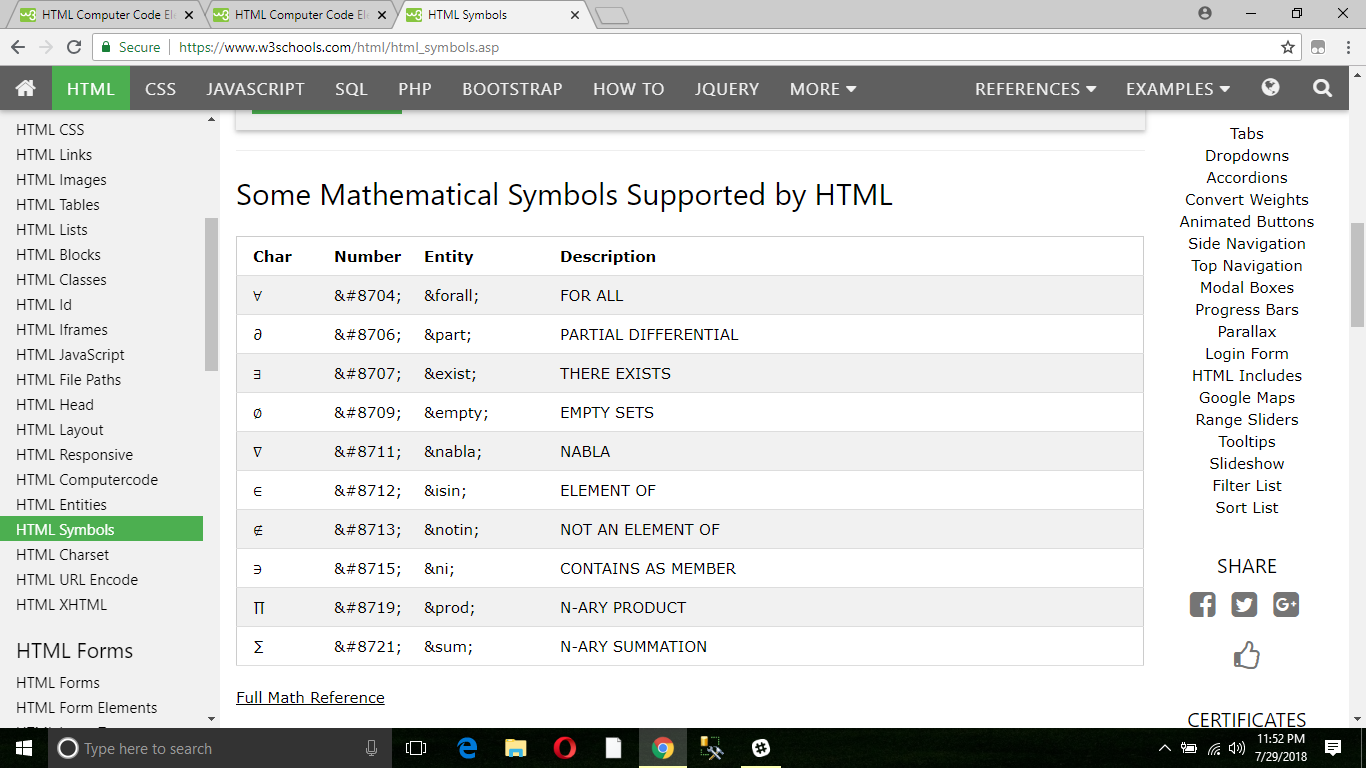 HTML Computer Code Ele
HTML Computer Code Ele
HTML Symbols
Secure https://www.w3schools.com/html/html_symbols.asp
HTML CSS JAVASCRIPT SQL PHP BOOTSTRAP HOW TO JQUERY MORE REFERENCES EXAMPLES
HTML CSS
HTML Links
HTML Images
HTML Tables
HTML Lists
HTML Blocks
HTML Classes
HTML Id
HTML Iframes
HTML JavaScript
HTML File Paths
HTML Head
HTML Layout
HTML Responsive
HTML Computercode
HTML Entities
HTML Symbols
HTML Charset
HTML URL Encode
HTML XHTML
HTML Forms
HTML Forms
HTML Form Elements
Some Mathematical Symbols Supported by HTML
Char Number Entity Description
∀ &#8704; &forall; FOR ALL
∂ &#8706; &part; PARTIAL DIFFERENTIAL
∃ &#8707; &exist; THERE EXISTS
∅ &#8709; &empty; EMPTY SETS
∇ &#8711; &nabla; NABLA
∈ &#8712; &isin; ELEMENT OF
∉ &#8713; &notin; NOT AN ELEMENT OF
∋ &#8715; &ni; CONTAINS AS MEMBER
∏ &#8719; &prod; N-ARY PRODUCT
∑ &#8721; &sum; N-ARY SUMMATION
Full Math Reference
Tabs
Dropdowns
Accordions
Convert Weights
Animated Buttons
Side Navigation
Top Navigation
Modal Boxes
Progress Bars
Parallax
Login Form
HTML Includes
Google Maps
Range Sliders
Tooltips
Slideshow
Filter List
Sort List
SHARE
CERTIFICATES
Type here to search
11:52 PM
7/29/2018